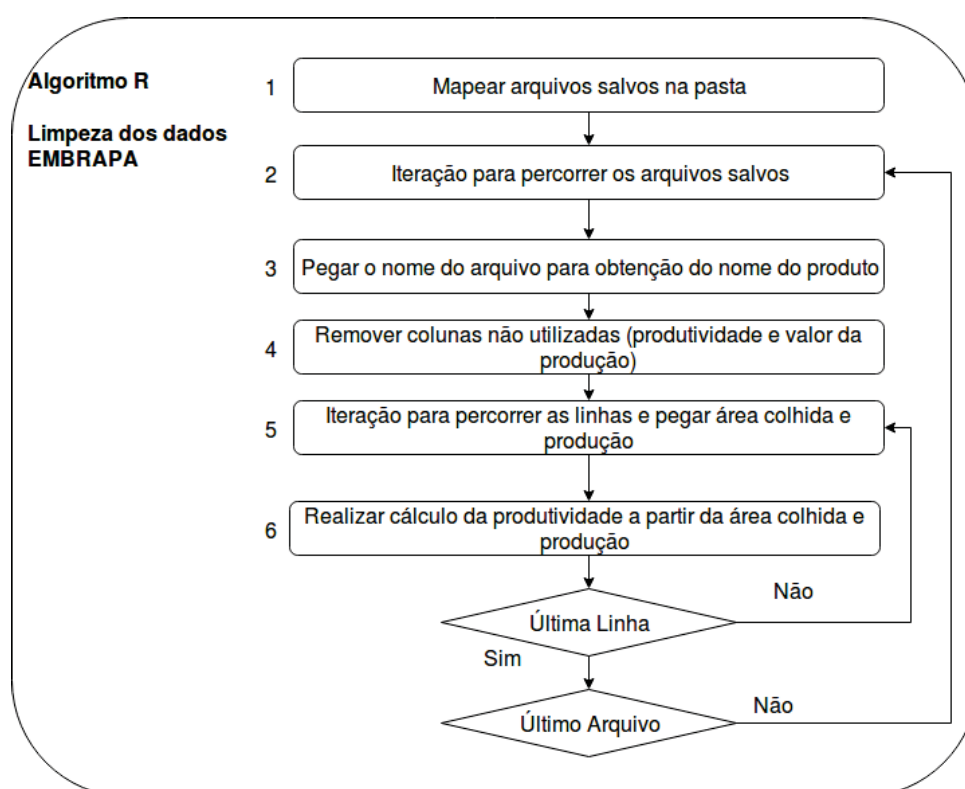 Algoritmo R
Limpeza dos dados
EMBRAPA
1
Mapear arquivos salvos na pasta
2
Iteração para percorrer os arquivos salvos
3
Pegar o nome do arquivo para obtenção do nome do produto
4
Remover colunas não utilizadas (produtividade e valor da
produção)
5
Iteração para percorrer as linhas e pegar área colhida e
produção
6
Realizar cálculo da produtividade a partir da área colhida e
produção
Última Linha
Não
Sim
Último Arquivo
Não